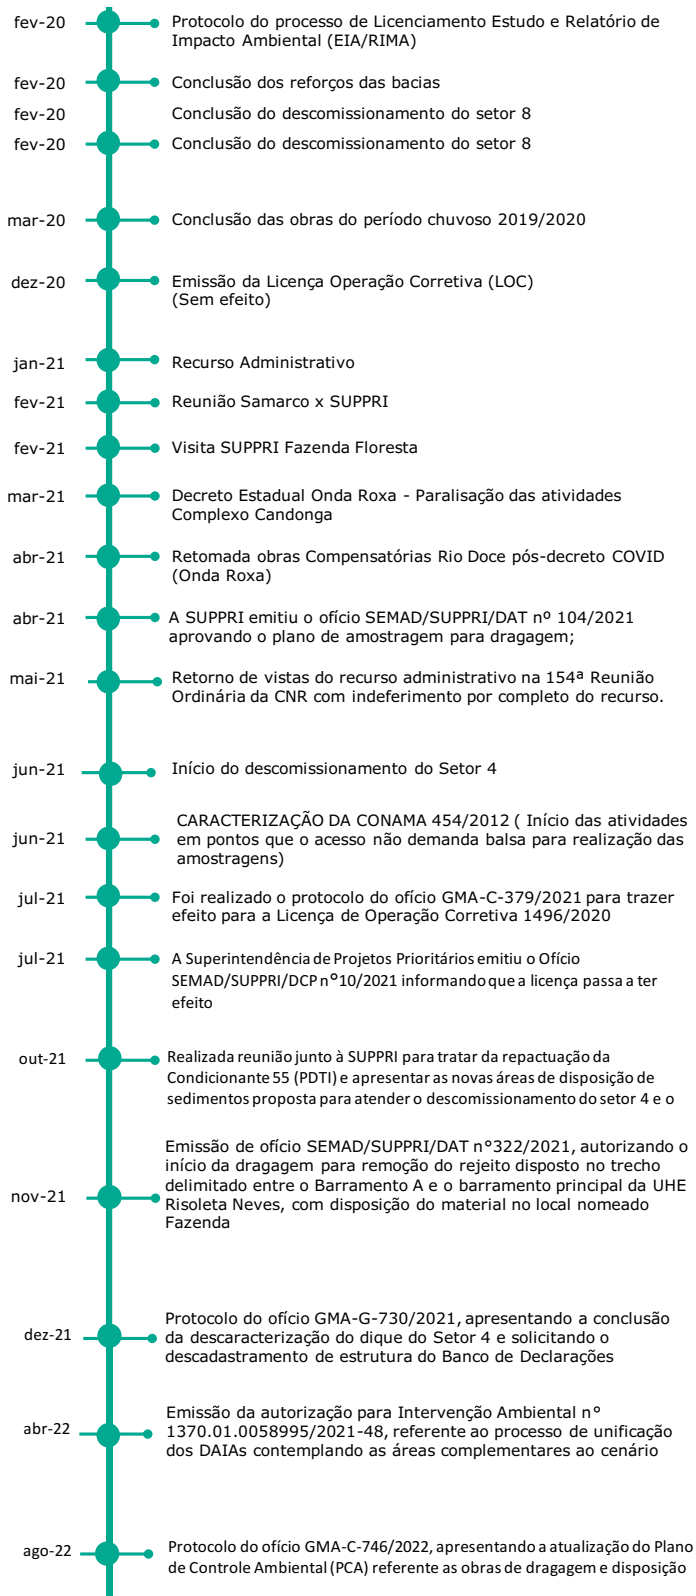 fev-20 Protocolo do processo de Licenciamento Estudo e Relatório de
Impacto Ambiental (EIA/RIMA)
fev-20 Conclusão dos reforços das bacias
fev-20 Conclusão do descomissionamento do setor 8
fev-20 Conclusão do descomissionamento do setor 8
mar-20 Conclusão das obras do período chuvoso 2019/2020
dez-20 Emissão da Licença Operação Corretiva (LOC)
(Sem efeito)
jan-21 Recurso Administrativo
fev-21 Reunião Samarco x SUPPRI
fev-21 Visita SUPPRI Fazenda Floresta
mar-21 Decreto Estadual Onda Roxa - Paralisação das atividades
Complexo Candonga
abr-21 Retomada obras Compensatórias Rio Doce pós-decreto COVID
(Onda Roxa)
abr-21 A SUPPRI emitiu o ofício SEMAD/SUPPRI/DAT nº 104/2021
aprovando o plano de amostragem para dragagem;
mai-21 Retorno de vistas do recurso administrativo na 154ª Reunião
Ordinária da CNR com indeferimento por completo do recurso.
jun-21 Início do descomissionamento do Setor 4
CARACTERIZAÇÃO DA CONAMA 454/2012 ( Início das atividades
jun-21 em pontos que o acesso não demanda balsa para realização das
amostragens)
jul-21 Foi realizado o protocolo do ofício GMA-C-379/2021 para trazer
efeito para a Licença de Operação Corretiva 1496/2020
jul-21 A Superintendência de Projetos Prioritários emitiu o Ofício
SEMAD/SUPPRI/DCP nº10/2021 informando que a licença passa a ter
efeito
out-21 Realizada reunião junto à SUPPRI para tratar da repactuação da
Condicionante 55 (PDTI) e apresentar as novas áreas de disposição de
sedimentos proposta para atender o descomissionamento do setor 4 e o
Emissão de ofício SEMAD/SUPPRI/DAT n°322/2021, autorizando o
início da dragagem para remoção do rejeito disposto no trecho
delimitado entre o Barramento A e o barramento principal da UHE
nov-21 Risoleta Neves, com disposição do material no local nomeado
Fazenda
Protocolo do ofício GMA-G-730/2021, apresentando a conclusão
dez-21 da descaracterização do dique do Setor 4 e solicitando o
descadastramento de estrutura do Banco de Declarações
Emissão da autorização para Intervenção Ambiental n°
abr-22 1370.01.0058995/2021-48, referente ao processo de unificação
dos DAIAs contemplando as áreas complementares ao cenário
ago-22 Protocolo do ofício GMA-C-746/2022, apresentando a atualização do Plano
de Controle Ambiental (PCA) referente as obras de dragagem e disposição